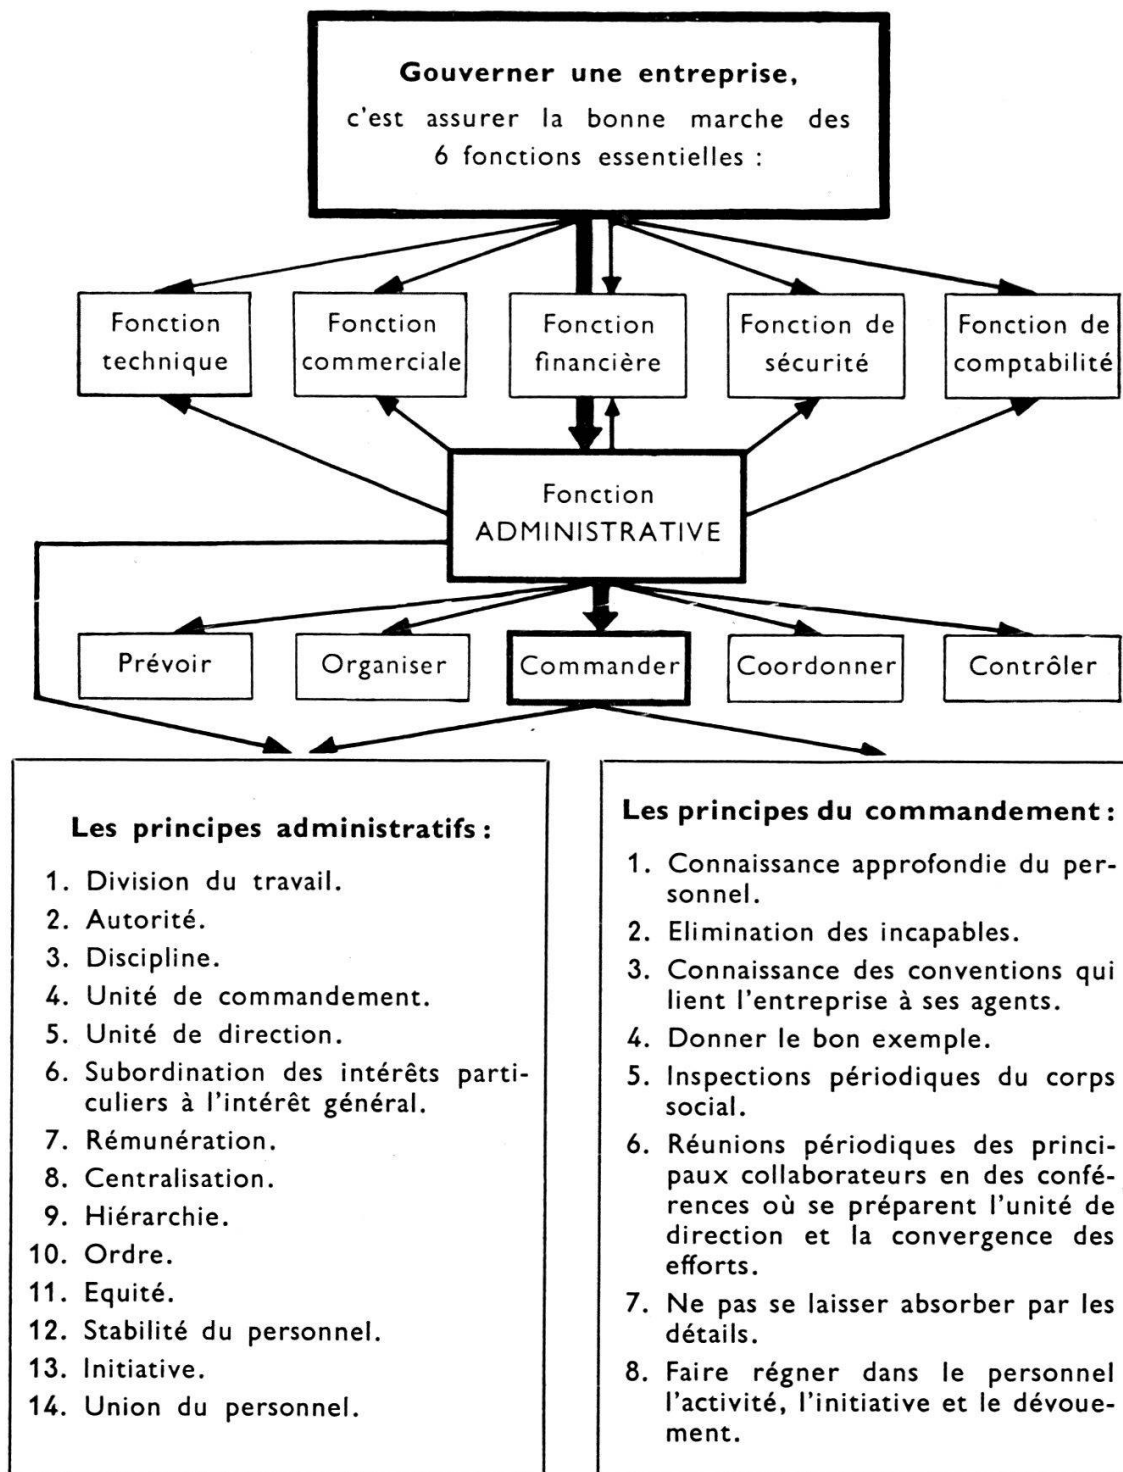 Gouverner une entreprise,
c'est assurer la bonne marche des
6 fonctions essentielles :
Fonction
technique
Fonction
commerciale
Fonction
financière
Fonction de
sécurité
Fonction de
comptabilité
Fonction
ADMINISTRATIVE
Prévoir
Organiser
Commander
Coordonner
Contrôler
Les principes administratifs :
1. Division du travail.
2. Autorité.
3. Discipline.
4. Unité de commandement.
5. Unité de direction.
6. Subordination des intérêts parti-
culiers à l'intérêt général.
7. Rémunération.
8. Centralisation.
9. Hiérarchie.
10. Ordre.
11. Equité.
12. Stabilité du personnel.
13. Initiative.
14. Union du personnel.
Les principes du commandement :
1. Connaissance approfondie du per-
sonnel.
2. Elimination des incapables.
3. Connaissance des conventions qui
lient l'entreprise à ses agents.
4. Donner le bon exemple.
5. Inspections périodiques du corps
social.
6. Réunions périodiques des princi-
paux collaborateurs en des confé-
rences où se préparent l'unité de
direction et la convergence des
efforts.
7. Ne pas se laisser absorber par les
détails.
8. Faire régner dans le personnel
l'activité, l'initiative et le dévoue-
ment.